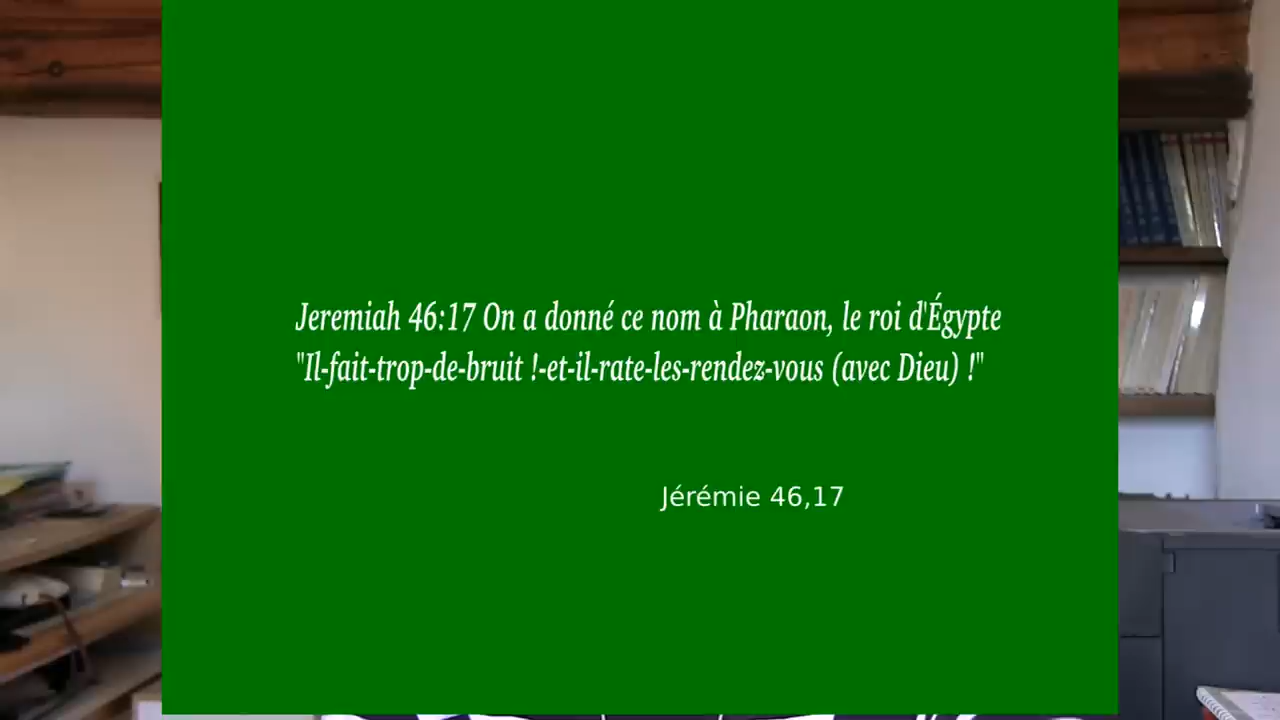 Jeremiah 46:17 On a donné ce nom à Pharaon, le roi d'Égypte
"Il-fait-trop-de-bruit !-et-il-rate-les-rendez-vous (avec Dieu) !"
Jérémie 46,17